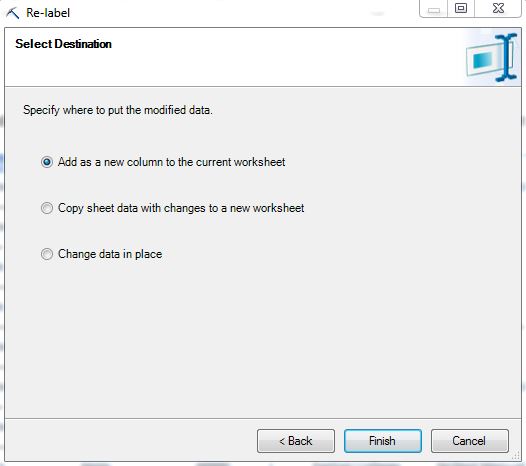 Re-label
Select Destination
Specify where to put the modified data.
Add as a new column to the current worksheet
Copy sheet data with changes to a new worksheet
Change data in place
< Back Finish Cancel